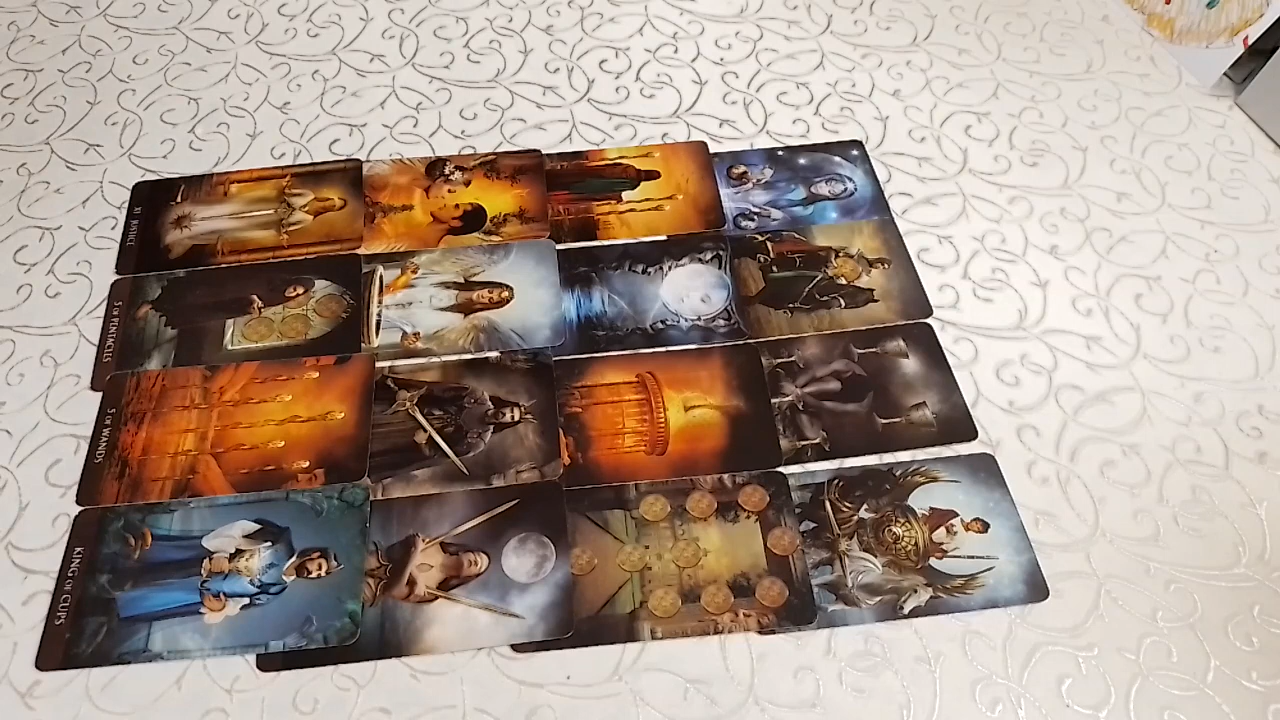 XI · JUSTICE
5 OF PENTACLES
5 OF WANDS
KING OF CUPS